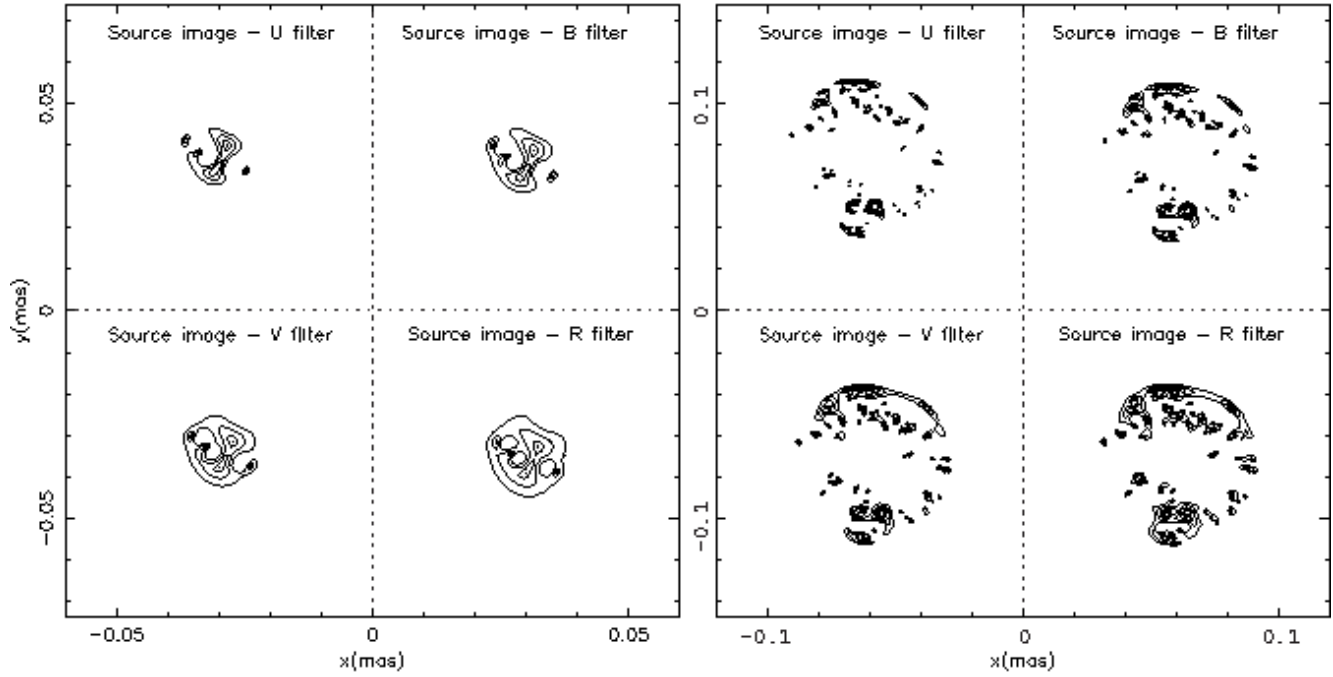 Source image – U filter Source image – B filter
0.05
0
Source image – V filter Source image – R filter
-0.05
y(mas)
-0.05 0 0.05
x(mas)
Source image – U filter Source image – B filter
0.1
0
Source image – V filter Source image – R filter
-0.1
-0.1 0 0.1
x(mas)